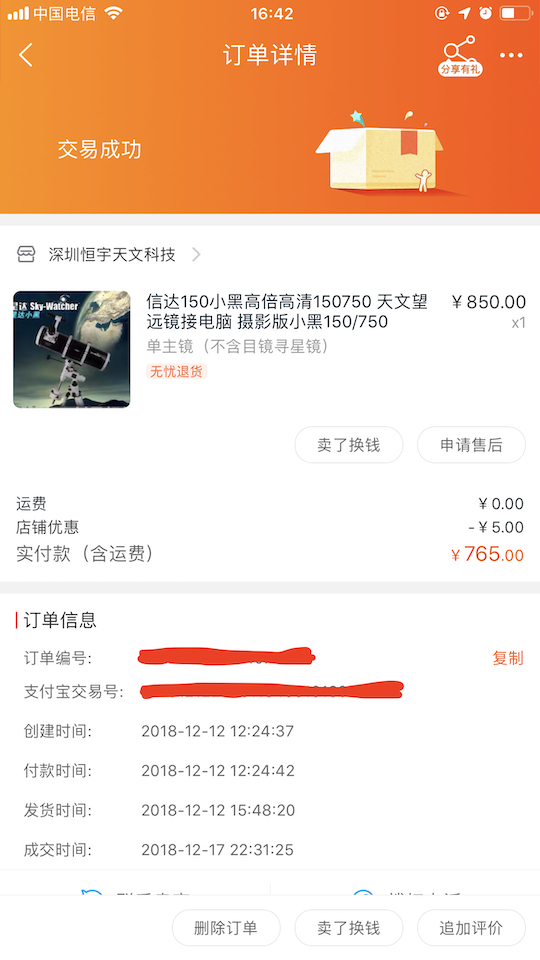 中国电信
16:42
订单详情
分享有礼
交易成功
深圳恒宇天文科技
Sky-Watcher
信达150小黑高倍高清150750 天文望
远镜接电脑 摄影版小黑150/750
¥850.00
x1
单主镜（不含目镜寻星镜）
无忧退货
卖了换钱
申请售后
运费
¥0.00
店铺优惠
-¥5.00
实付款（含运费）
¥765.00
订单信息
订单编号:
复制
支付宝交易号:
创建时间:
2018-12-12 12:24:37
付款时间:
2018-12-12 12:24:42
发货时间:
2018-12-12 15:48:20
成交时间:
2018-12-17 22:31:25
删除订单
卖了换钱
追加评价